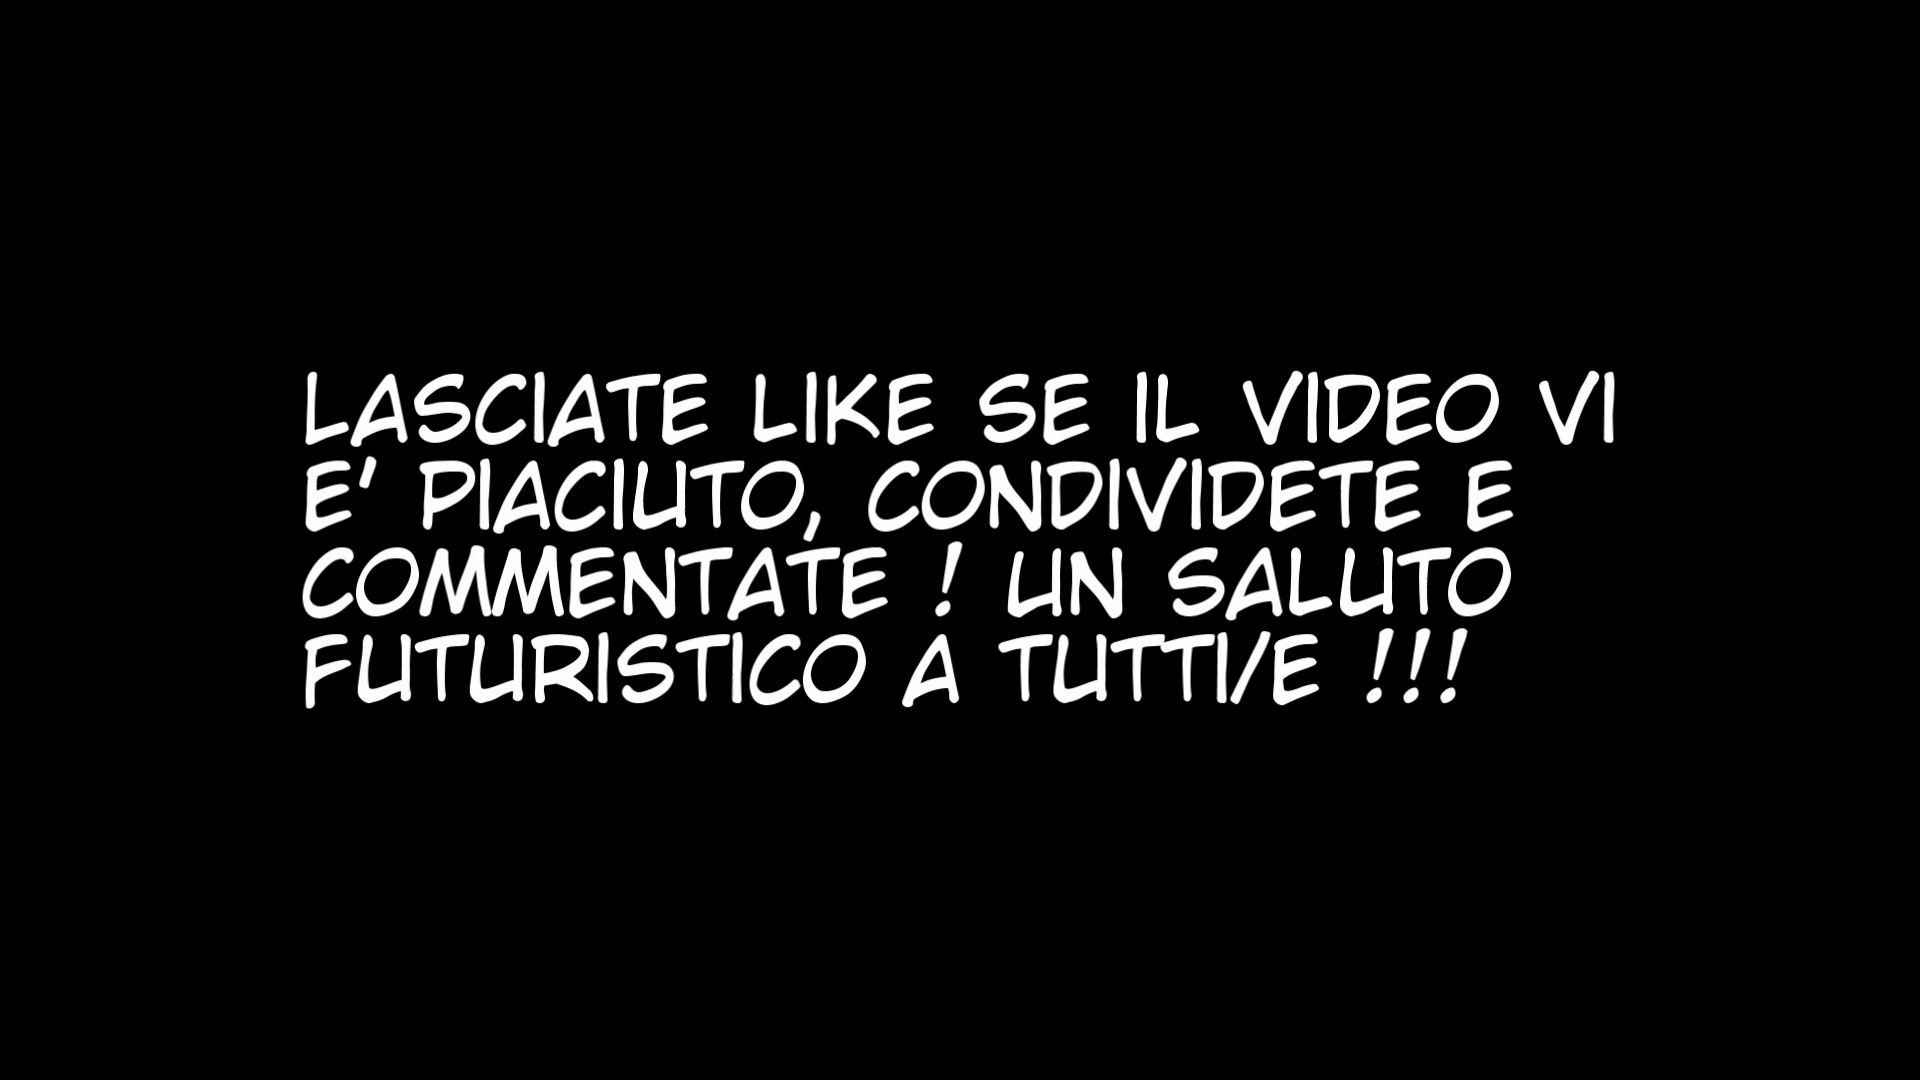 LASCIATE LIKE SE IL VIDEO VI
E' PIACIUTO, CONDIVIDETE E
COMMENTATE ! UN SALUTO
FUTURISTICO A TUTTI/E !!!